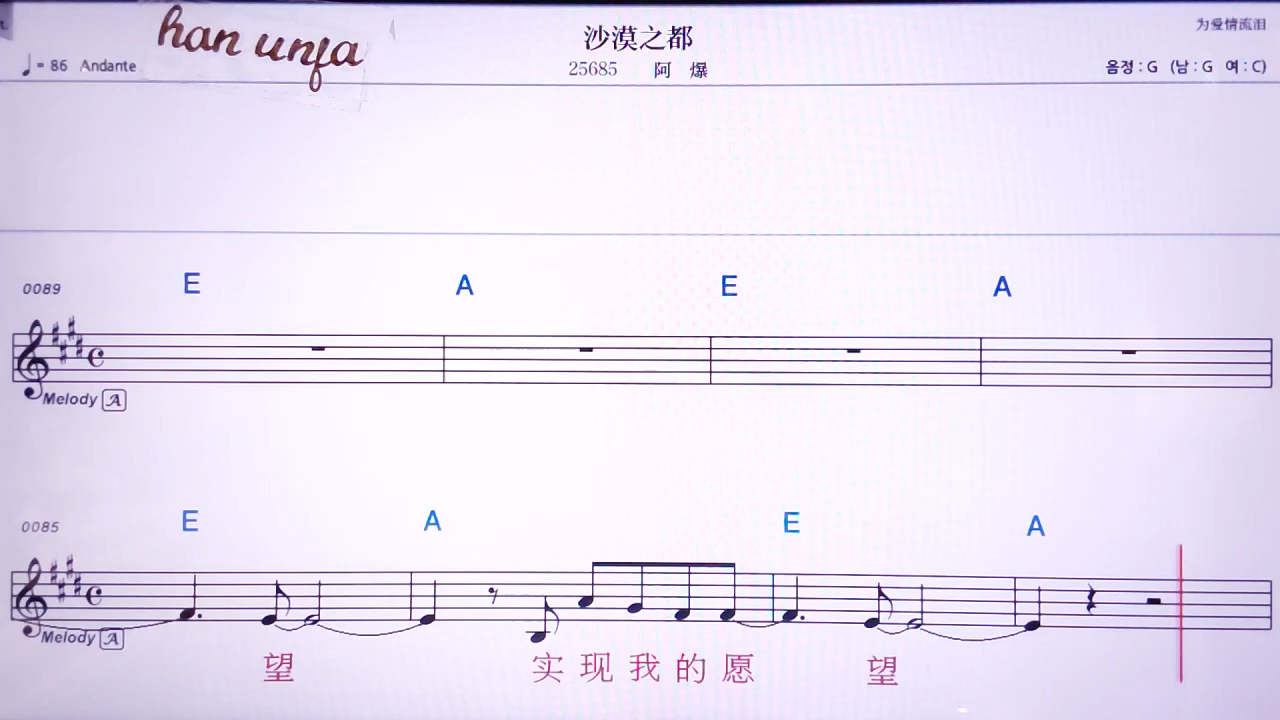 han unfa
沙漠之都
为爱情流泪
♩= 86 Andante
25685 阿 爆
음정 : G (남 : G 여 : C)
E A E A
0089
Melody A
E A E A
0085
Melody A
望 实现我的愿 望